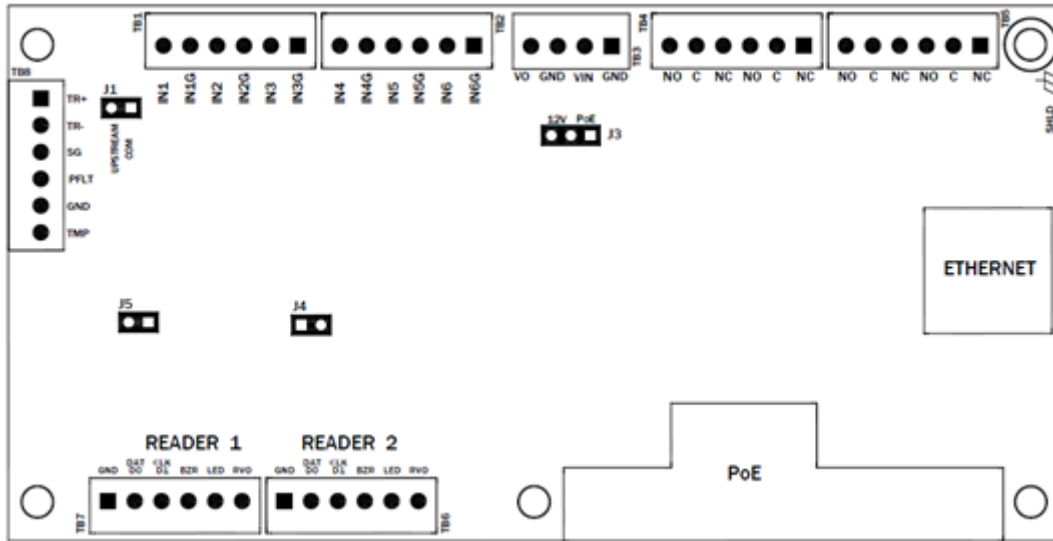 TB1
TB2
TB3
TB4
TB5
IN1 IN1G IN2 IN2G IN3 IN3G
IN4 IN4G IN5 IN5G IN6 IN6G
VO GND VIN GND
NO C NC NO C NC
NO C NC NO C NC
SHLD
TB8
TR+
TR-
SG
PFLT
GND
TMP
J1
UPSTREAM
COM
12V PoE
J3
ETHERNET
J5
J4
READER 1
GND DAT D0 CLK D1 BZR LED RVO
TB7
READER 2
GND DAT D0 CLK D1 BZR LED RVO
TB6
PoE